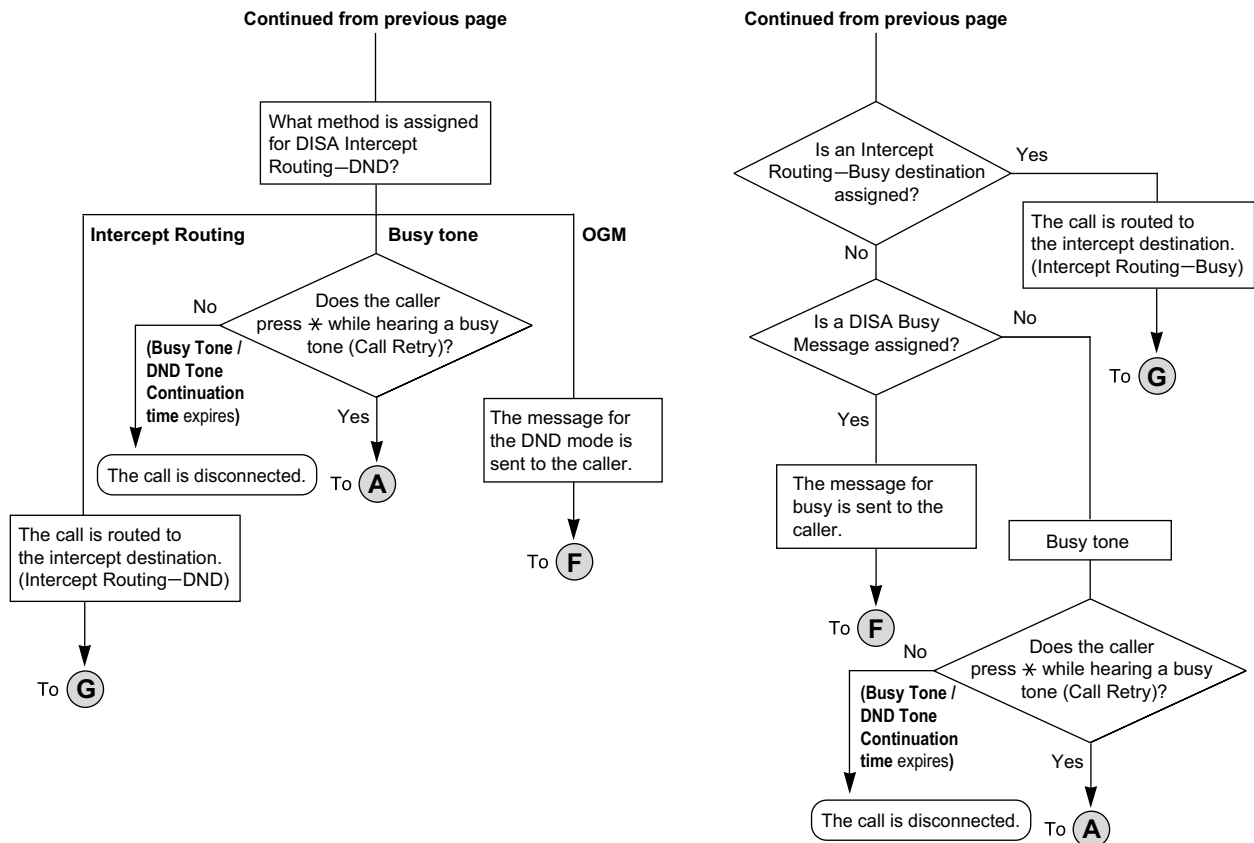 Continued from previous page
What method is assigned
for DISA Intercept
Routing—DND?
Intercept Routing
Busy tone
OGM
No
Does the caller
press * while hearing a busy
tone (Call Retry)?
(Busy Tone /
DND Tone
Continuation
time expires)
Yes
The call is disconnected.
To A
The message for
the DND mode is
sent to the caller.
To F
The call is routed to
the intercept destination.
(Intercept Routing—DND)
To G
Continued from previous page
Is an Intercept
Routing—Busy destination
assigned?
Yes
The call is routed to
the intercept destination.
(Intercept Routing—Busy)
To G
No
Is a DISA Busy
Message assigned?
No
Yes
The message for
busy is sent to the
caller.
To F
Busy tone
No
Does the caller
press * while hearing a busy
tone (Call Retry)?
(Busy Tone /
DND Tone
Continuation
time expires)
Yes
The call is disconnected.
To A